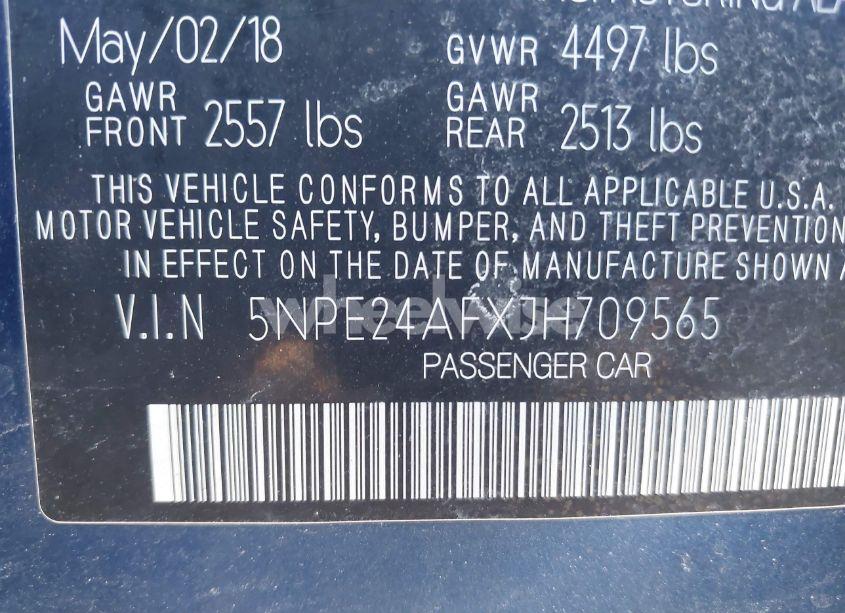 May/02/18 GVWR 4497 lbs
GAWR FRONT 2557 lbs GAWR REAR 2513 lbs
THIS VEHICLE CONFORMS TO ALL APPLICABLE U.S.A.
MOTOR VEHICLE SAFETY, BUMPER, AND THEFT PREVENTION
IN EFFECT ON THE DATE OF MANUFACTURE SHOWN
V.I.N 5NPE24AFXJH709565
wheelwise
PASSENGER CAR